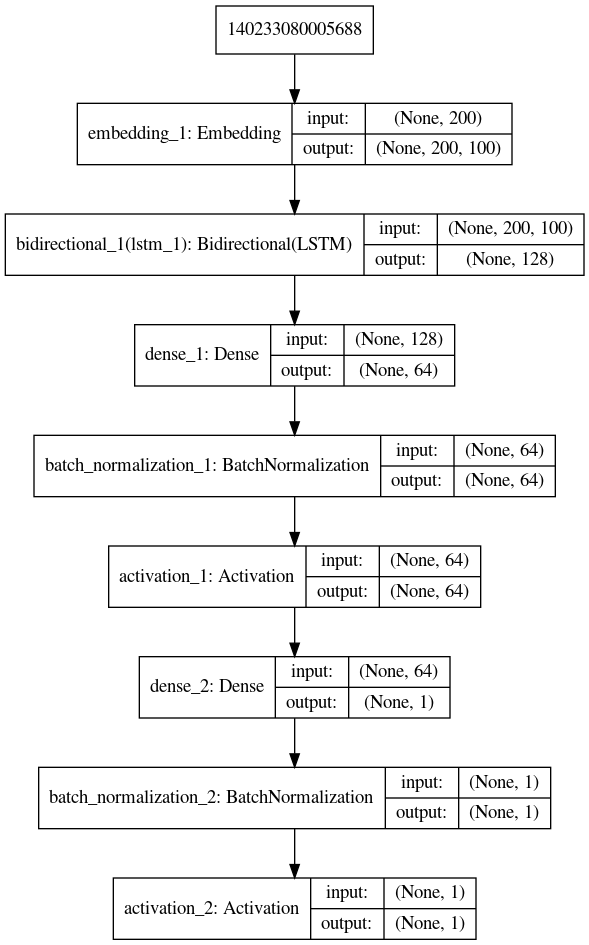 140233080005688
embedding_1: Embedding
input: (None, 200)
output: (None, 200, 100)
bidirectional_1(lstm_1): Bidirectional(LSTM)
input: (None, 200, 100)
output: (None, 128)
dense_1: Dense
input: (None, 128)
output: (None, 64)
batch_normalization_1: BatchNormalization
input: (None, 64)
output: (None, 64)
activation_1: Activation
input: (None, 64)
output: (None, 64)
dense_2: Dense
input: (None, 64)
output: (None, 1)
batch_normalization_2: BatchNormalization
input: (None, 1)
output: (None, 1)
activation_2: Activation
input: (None, 1)
output: (None, 1)